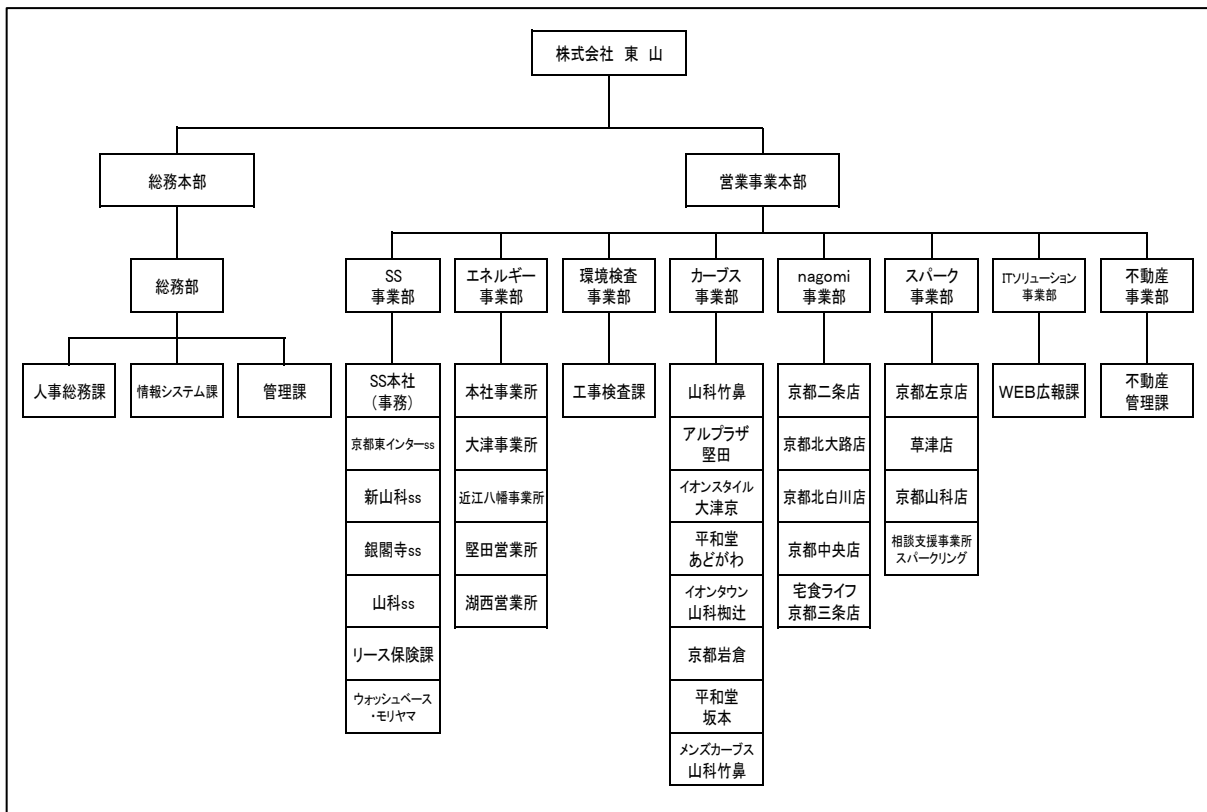 株式会社 東 山
総務本部
営業事業本部
総務部
SS
事業部
エネルギー
事業部
環境検査
事業部
カーブス
事業部
nagomi
事業部
スパーク
事業部
ITソリューション
事業部
不動産
事業部
人事総務課
情報システム課
管理課
SS本社
(事務)
京都東インターss
新山科ss
銀閣寺ss
山科ss
リース保険課
ウォッシュベース
・モリヤマ
本社事業所
大津事業所
近江八幡事業所
堅田営業所
湖西営業所
工事検査課
山科竹鼻
アルプラザ
堅田
イオンスタイル
大津京
平和堂
あどがわ
イオンタウン
山科椥辻
京都岩倉
平和堂
坂本
メンズカーブス
山科竹鼻
京都二条店
京都北大路店
京都北白川店
京都中央店
宅食ライフ
京都三条店
京都左京店
草津店
京都山科店
相談支援事業所
スパークリング
WEB広報課
不動産
管理課